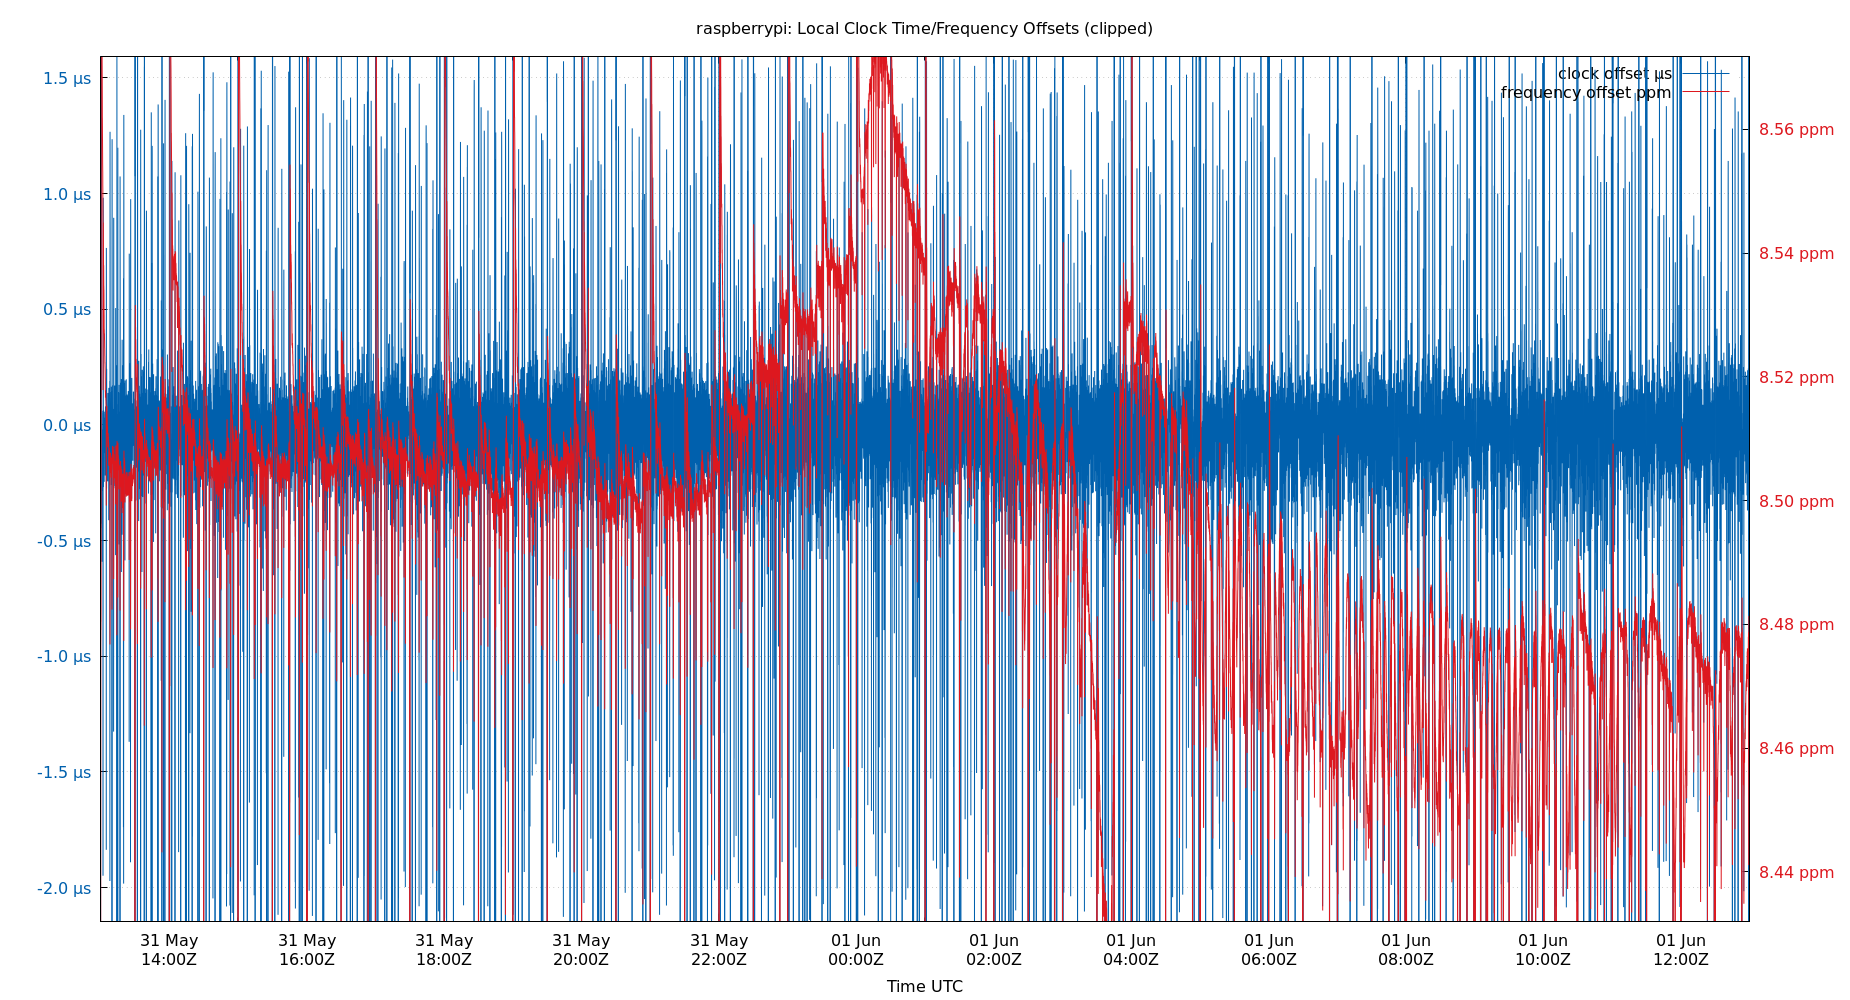 raspberrypi: Local Clock Time/Frequency Offsets (clipped)
clock offset µs
frequency offset ppm
1.5 µs
1.0 µs
0.5 µs
0.0 µs
-0.5 µs
-1.0 µs
-1.5 µs
-2.0 µs
8.56 ppm
8.54 ppm
8.52 ppm
8.50 ppm
8.48 ppm
8.46 ppm
8.44 ppm
31 May 31 May 31 May 31 May 31 May 01 Jun 01 Jun 01 Jun 01 Jun 01 Jun 01 Jun 01 Jun
14:00Z 16:00Z 18:00Z 20:00Z 22:00Z 00:00Z 02:00Z 04:00Z 06:00Z 08:00Z 10:00Z 12:00Z
Time UTC